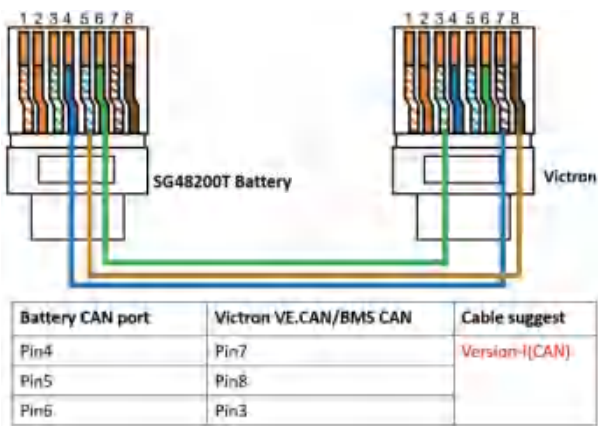 1 2 3 4 5 6 7 8
1 2 3 4 5 6 7 8
SG48200T Battery
Victron
Battery CAN port Victron VE.CAN/BMS CAN Cable suggest
Pin4 Pin7 Version-I(CAN)
Pin5 Pin8
Pin6 Pin3